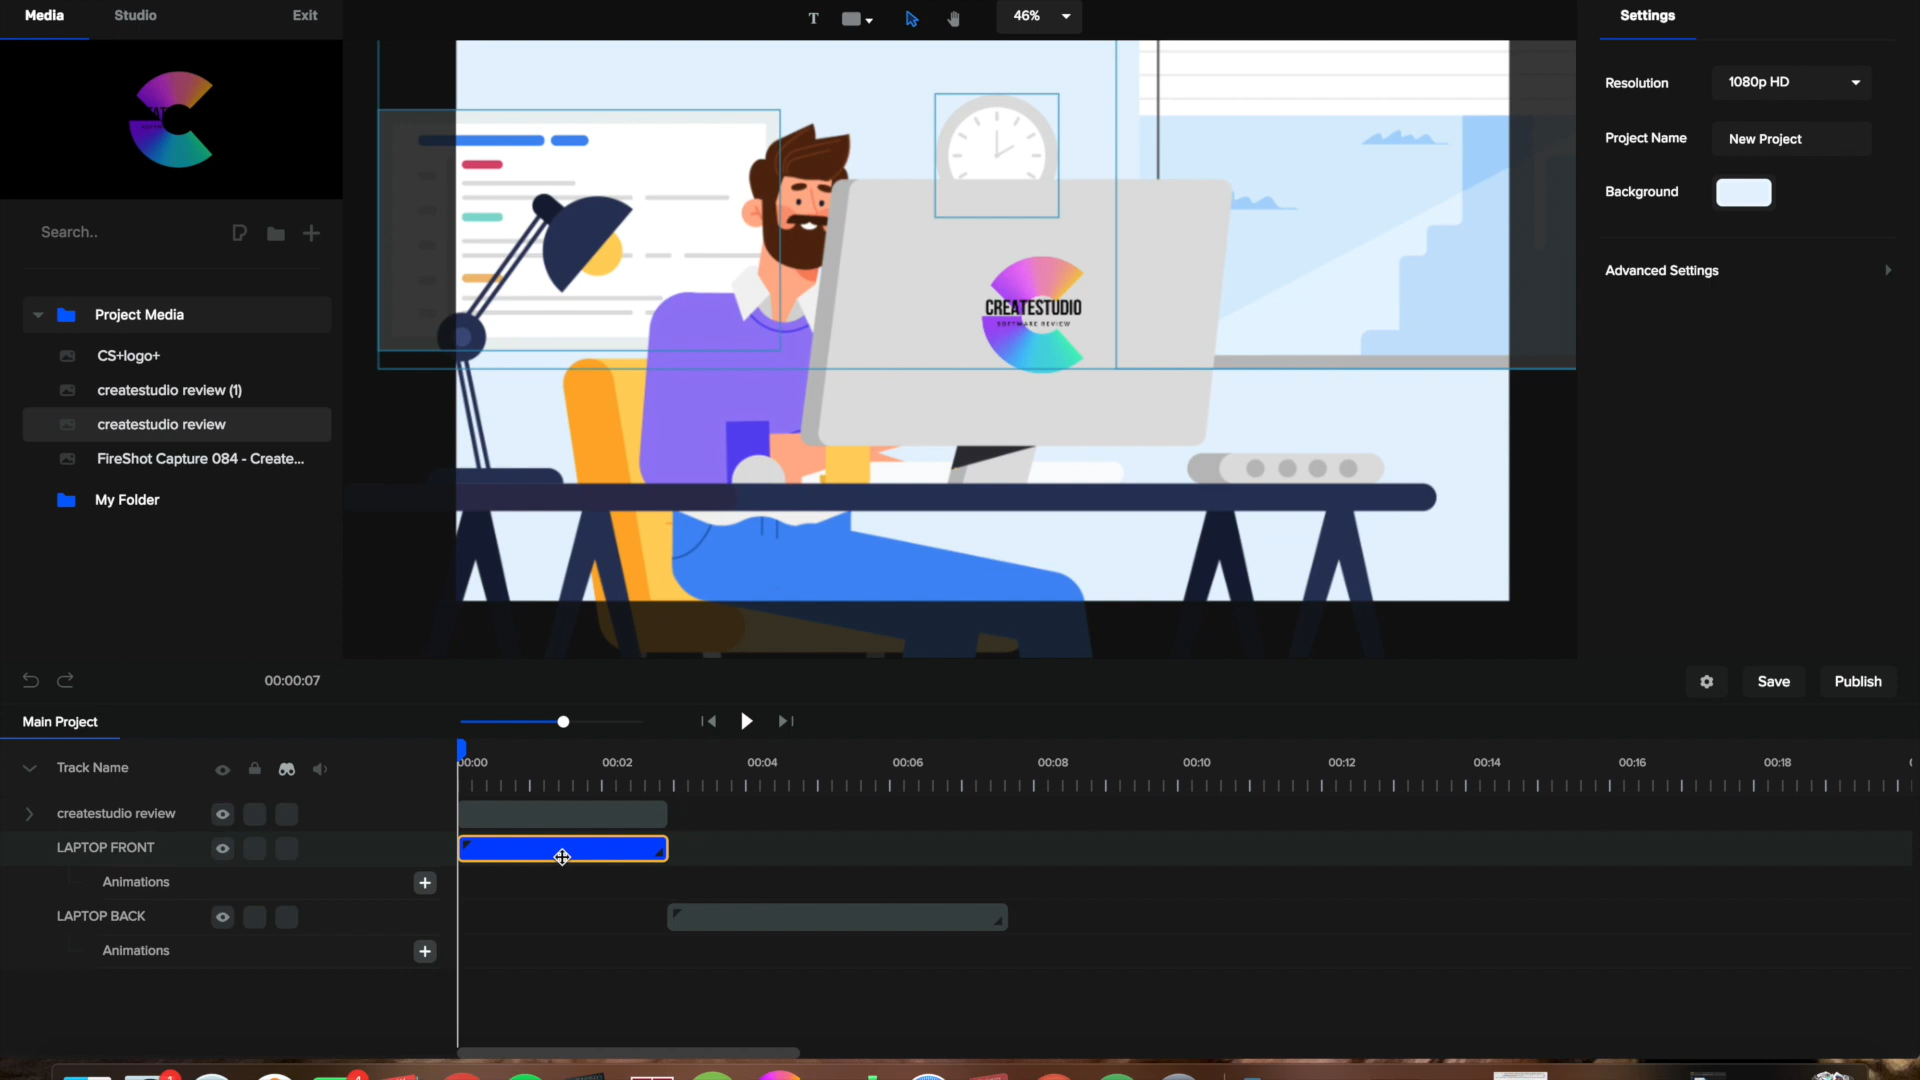 Media
Studio
Exit
T
46%
Settings
Resolution
1080p HD
Project Name
New Project
Background
Advanced Settings
CREATESTUDIO
SOFTWARE REVIEW
Search..
Project Media
CS+logo+
createstudio review (1)
createstudio review
FireShot Capture 084 - Create...
My Folder
00:00:07
Save
Publish
Main Project
Track Name
00:00
00:02
00:04
00:06
00:08
00:10
00:12
00:14
00:16
00:18
createstudio review
LAPTOP FRONT
Animations
LAPTOP BACK
Animations